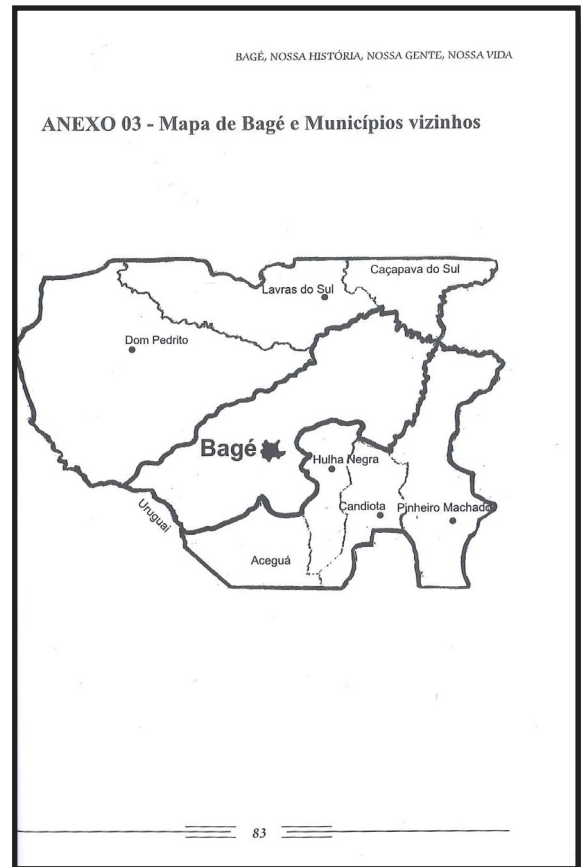 BAGÉ, NOSSA HISTÓRIA, NOSSA GENTE, NOSSA VIDA
ANEXO 03 - Mapa de Bagé e Municípios vizinhos
Caçapava do Sul
Lavras do Sul
Dom Pedrito
Bagé
Hulha Negra
Uruguai
Candiota
Pinheiro Machado
Aceguá
83